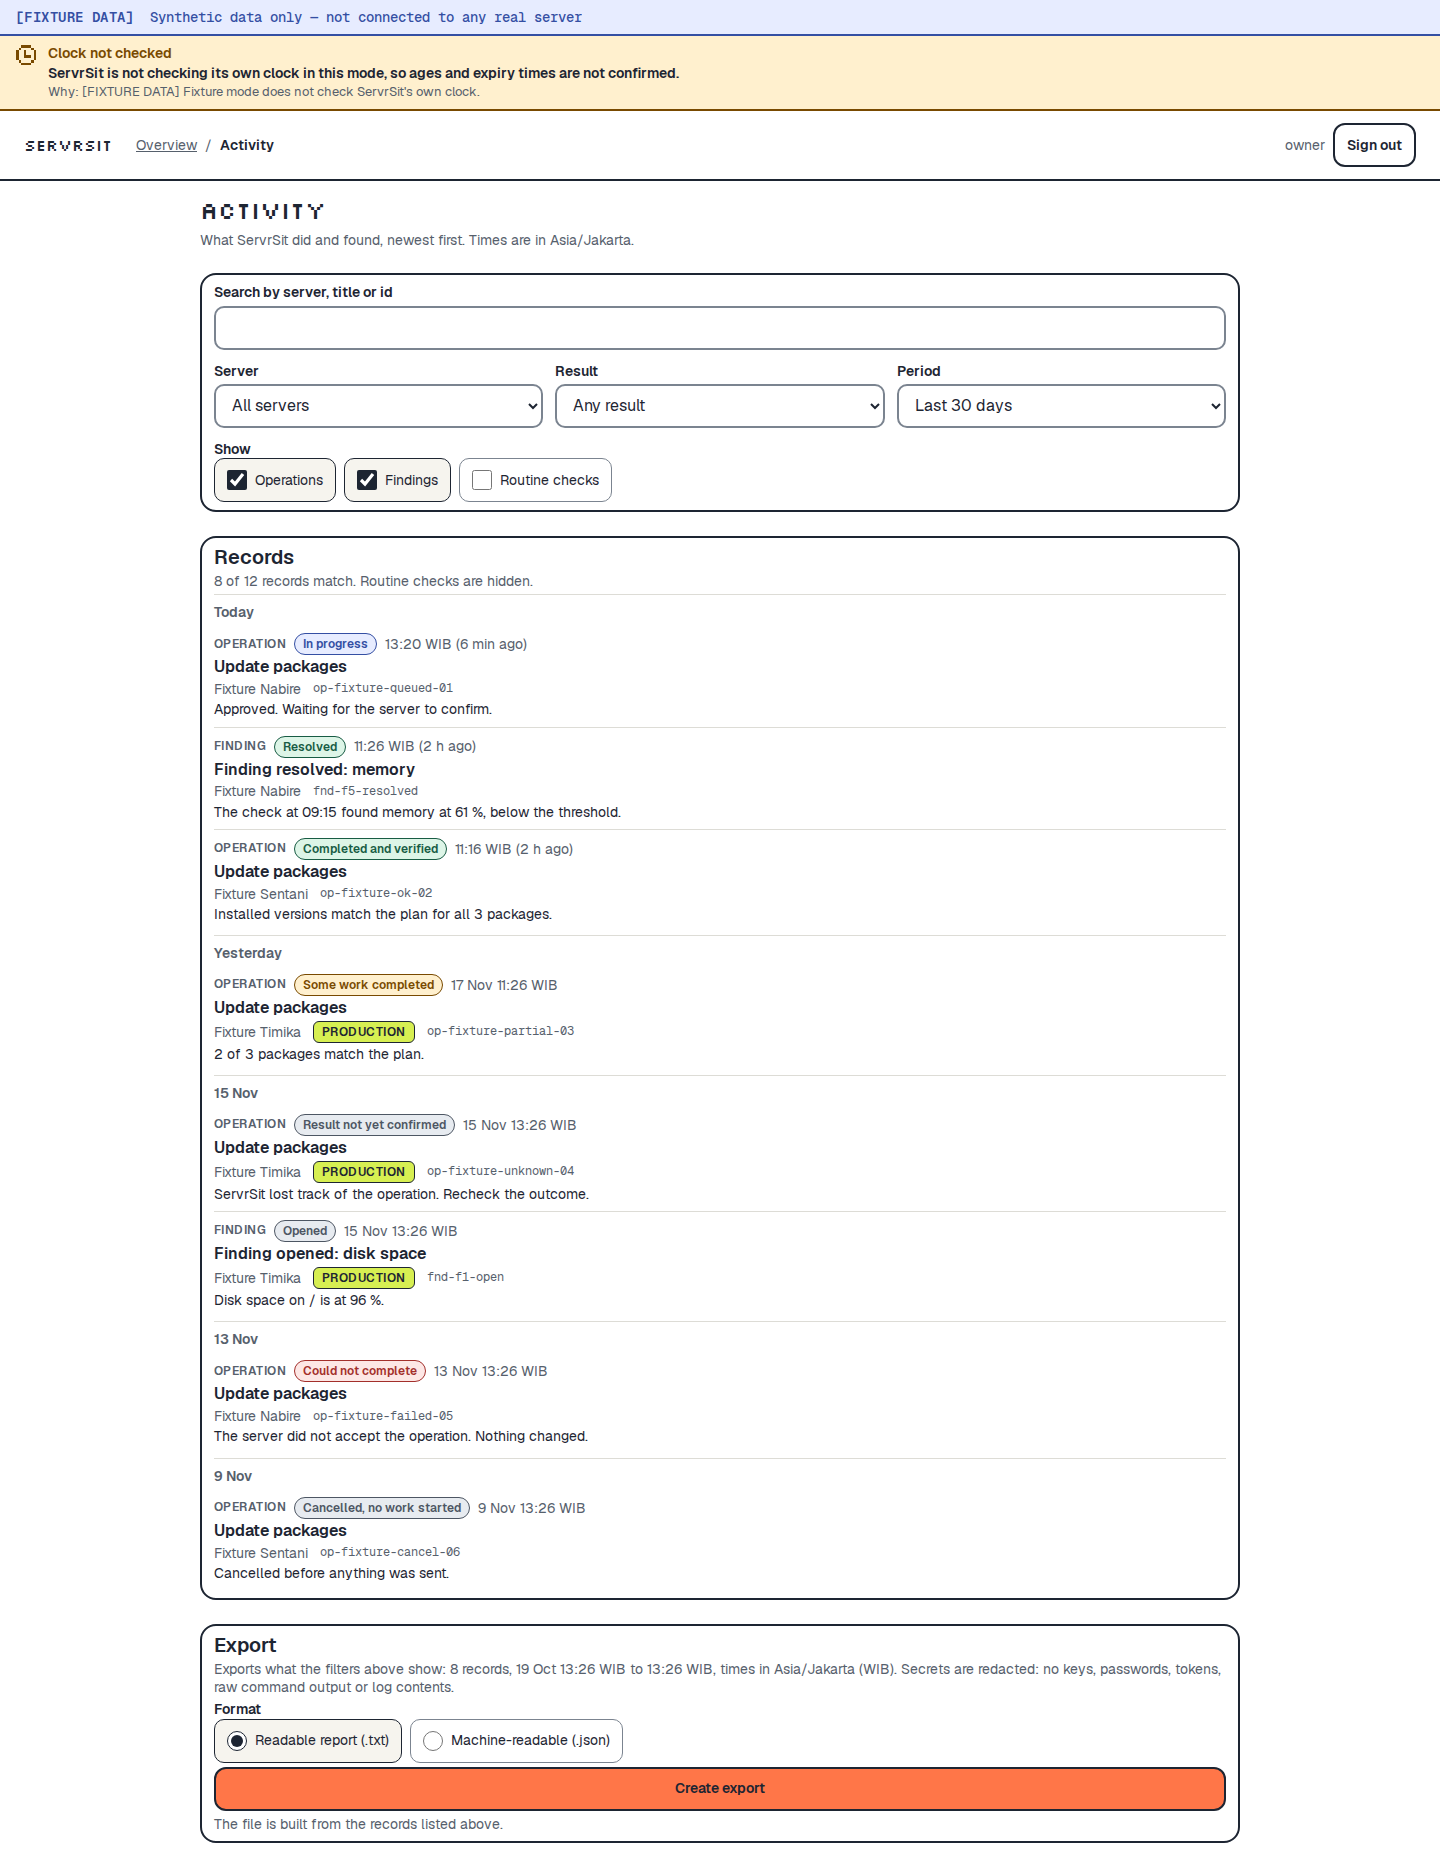 [FIXTURE DATA] Synthetic data only — not connected to any real server
Clock not checked
ServrSit is not checking its own clock in this mode, so ages and expiry times are not confirmed.
Why: [FIXTURE DATA] Fixture mode does not check ServrSit's own clock.
SERVRSIT Overview / Activity owner Sign out
ACTIVITY
What ServrSit did and found, newest first. Times are in Asia/Jakarta.
Search by server, title or id
Server Result Period
All servers Any result Last 30 days
Show
Operations Findings Routine checks
Records
8 of 12 records match. Routine checks are hidden.
Today
OPERATION In progress 13:20 WIB (6 min ago)
Update packages
Fixture Nabire op-fixture-queued-01
Approved. Waiting for the server to confirm.
FINDING Resolved 11:26 WIB (2 h ago)
Finding resolved: memory
Fixture Nabire fnd-f5-resolved
The check at 09:15 found memory at 61 %, below the threshold.
OPERATION Completed and verified 11:16 WIB (2 h ago)
Update packages
Fixture Sentani op-fixture-ok-02
Installed versions match the plan for all 3 packages.
Yesterday
OPERATION Some work completed 17 Nov 11:26 WIB
Update packages
Fixture Timika PRODUCTION op-fixture-partial-03
2 of 3 packages match the plan.
15 Nov
OPERATION Result not yet confirmed 15 Nov 13:26 WIB
Update packages
Fixture Timika PRODUCTION op-fixture-unknown-04
ServrSit lost track of the operation. Recheck the outcome.
FINDING Opened 15 Nov 13:26 WIB
Finding opened: disk space
Fixture Timika PRODUCTION fnd-f1-open
Disk space on / is at 96 %.
13 Nov
OPERATION Could not complete 13 Nov 13:26 WIB
Update packages
Fixture Nabire op-fixture-failed-05
The server did not accept the operation. Nothing changed.
9 Nov
OPERATION Cancelled, no work started 9 Nov 13:26 WIB
Update packages
Fixture Sentani op-fixture-cancel-06
Cancelled before anything was sent.
Export
Exports what the filters above show: 8 records, 19 Oct 13:26 WIB to 13:26 WIB, times in Asia/Jakarta (WIB). Secrets are redacted: no keys, passwords, tokens,
raw command output or log contents.
Format
Readable report (.txt) Machine-readable (.json)
Create export
The file is built from the records listed above.